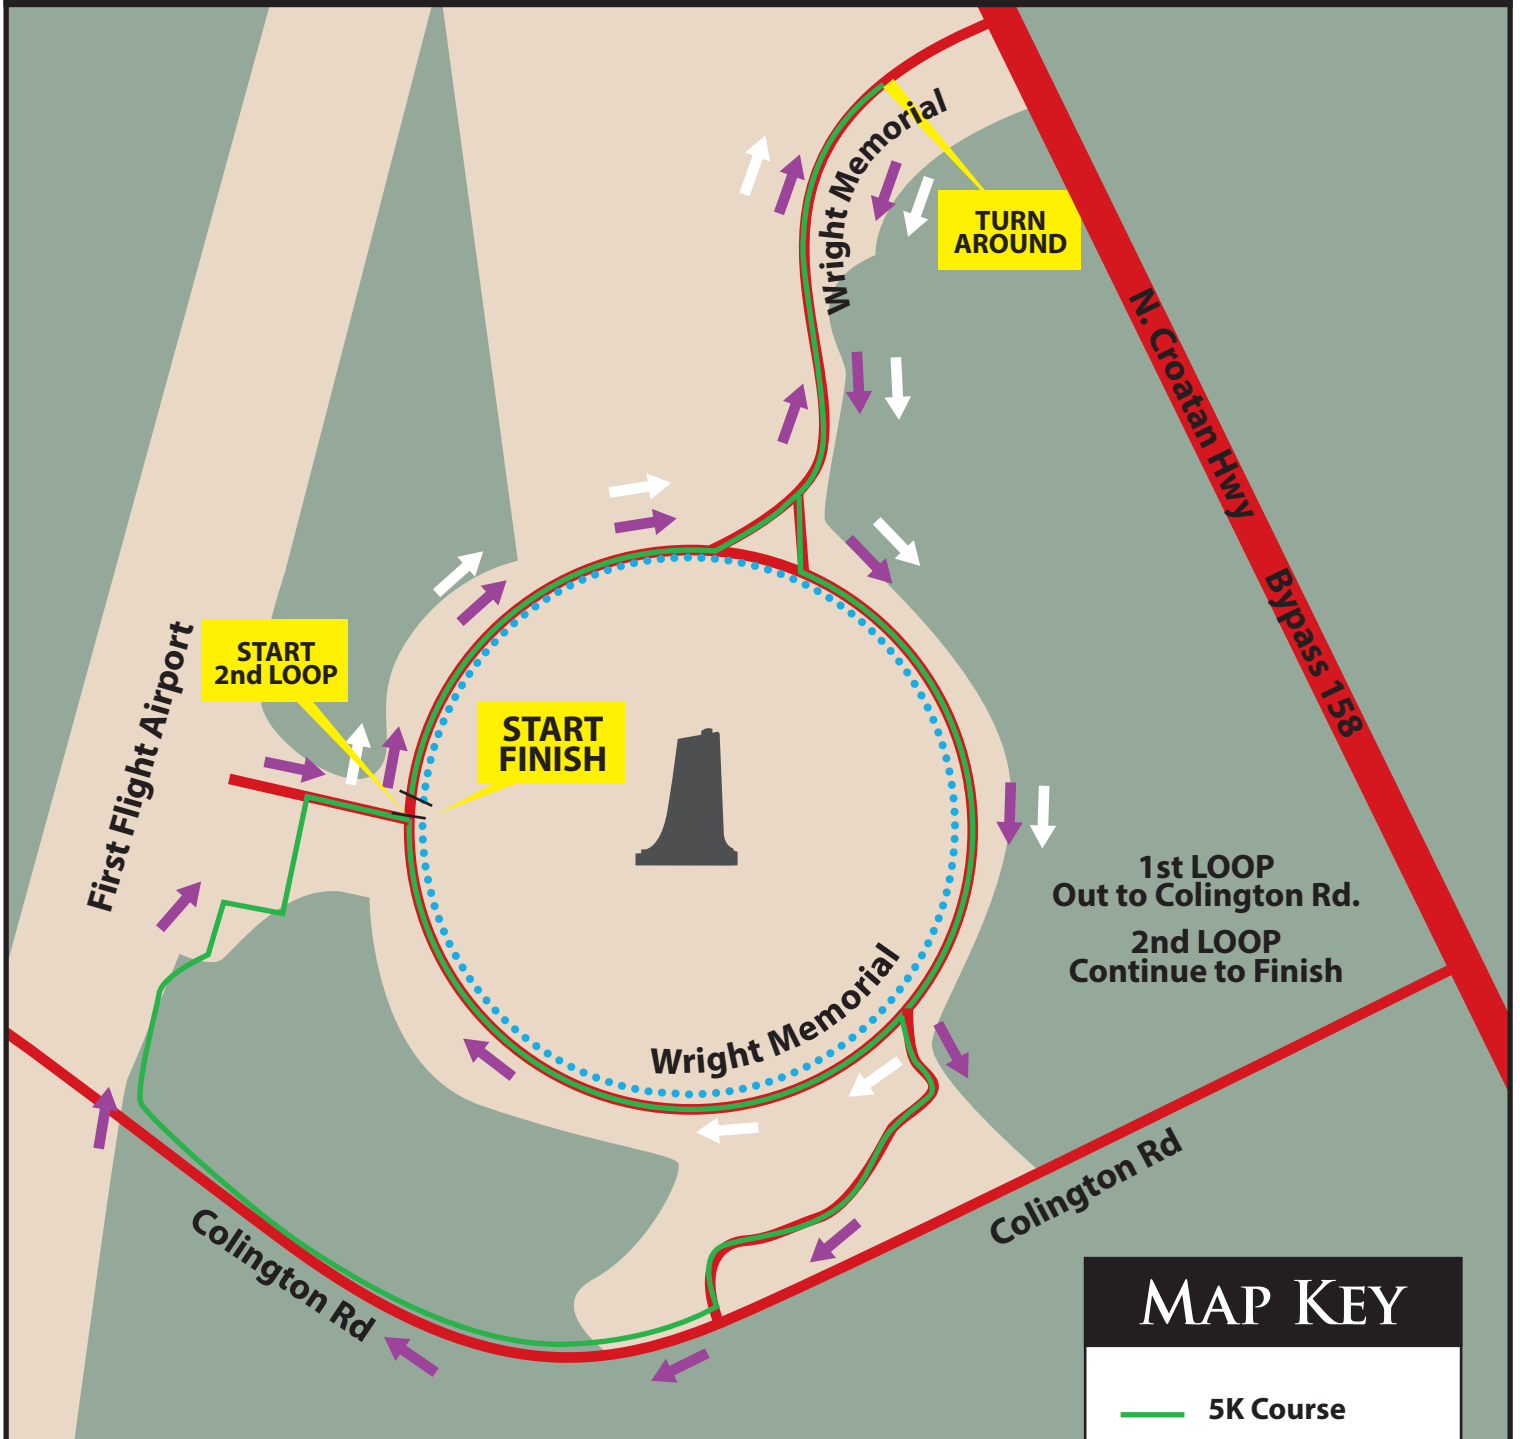 Wright Memorial
TURN
AROUND
N. Croatan Hwy
Bypass 158
First Flight Airport
START
2nd LOOP
START
FINISH
1st LOOP
Out to Colington Rd.
2nd LOOP
Continue to Finish
Wright Memorial
Colington Rd
Colington Rd
MAP KEY
5K Course